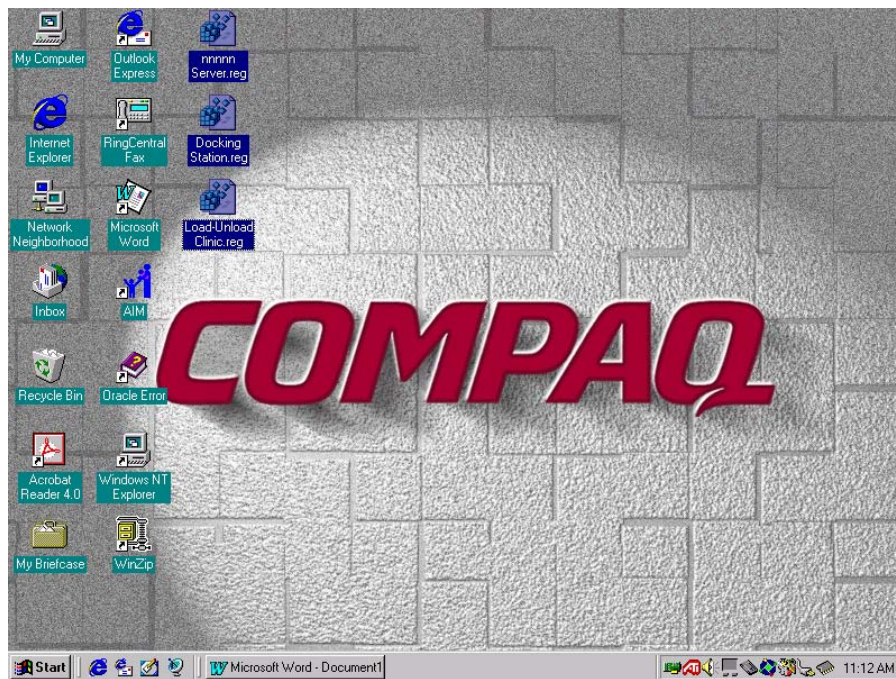 My Computer
Outlook
Express
nnnnn
Server.reg
Internet
Explorer
RingCentral
Fax
Docking
Station.reg
Network
Neighborhood
Microsoft
Word
Load-Unload
Clinic.reg
Inbox
AIM
COMPAQ
Recycle Bin
Oracle Error
Acrobat
Reader 4.0
Windows NT
Explorer
My Briefcase
WinZip
Start
Microsoft Word - Document1
ATI
11:12 AM